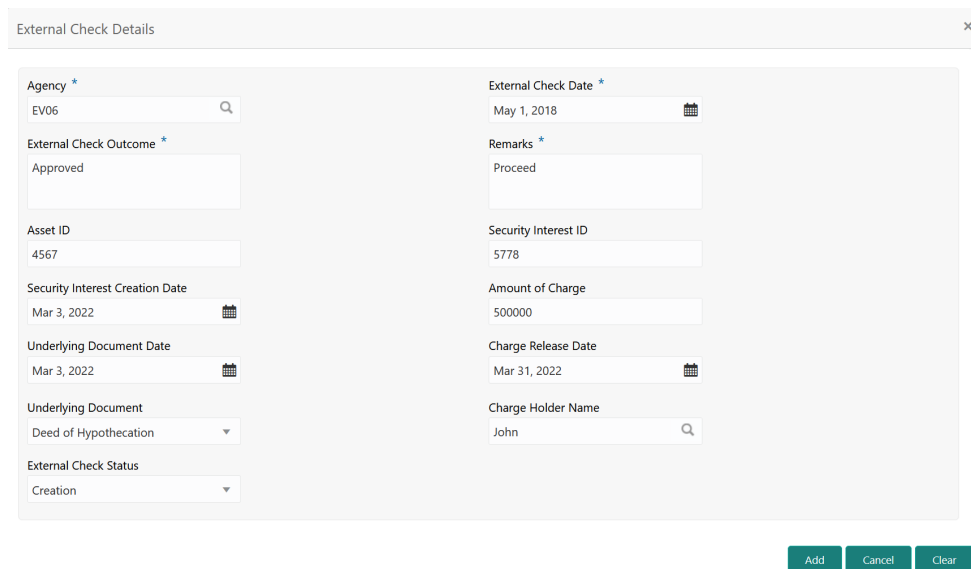 External Check Details
×
Agency *
External Check Date *
EV06
May 1, 2018
External Check Outcome *
Remarks *
Approved
Proceed
Asset ID
Security Interest ID
4567
5778
Security Interest Creation Date
Amount of Charge
Mar 3, 2022
500000
Underlying Document Date
Charge Release Date
Mar 3, 2022
Mar 31, 2022
Underlying Document
Charge Holder Name
Deed of Hypothecation
John
External Check Status
Creation
Add
Cancel
Clear